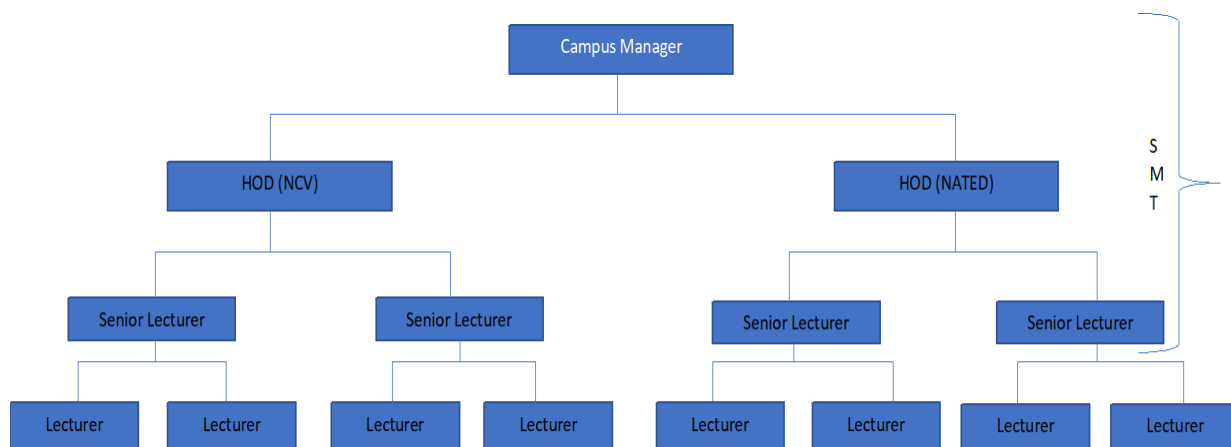 Campus Manager
S
M
T
HOD (NCV)
HOD (NATED)
Senior Lecturer
Senior Lecturer
Senior Lecturer
Senior Lecturer
Lecturer
Lecturer
Lecturer
Lecturer
Lecturer
Lecturer
Lecturer
Lecturer